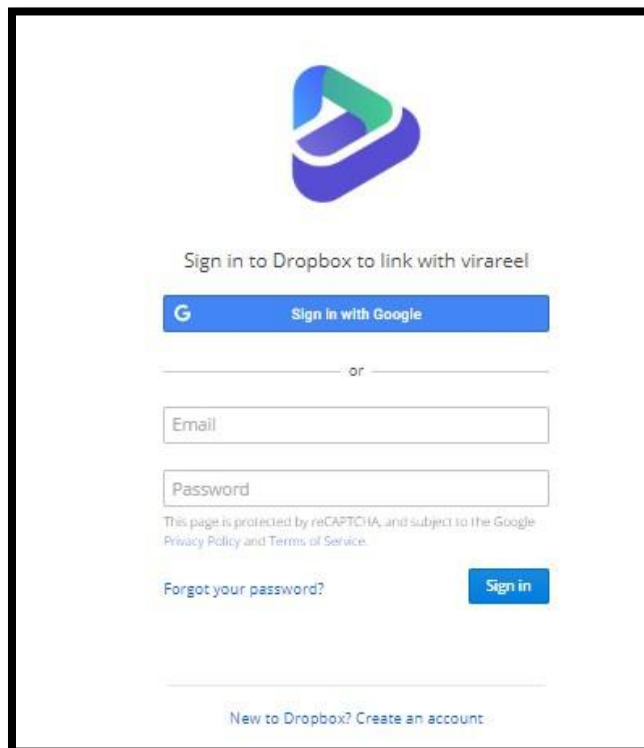 Sign in to Dropbox to link with virareel
G Sign in with Google
or
Email
Password
This page is protected by reCAPTCHA, and subject to the Google
Privacy Policy and Terms of Service.
Forgot your password?
Sign in
New to Dropbox? Create an account